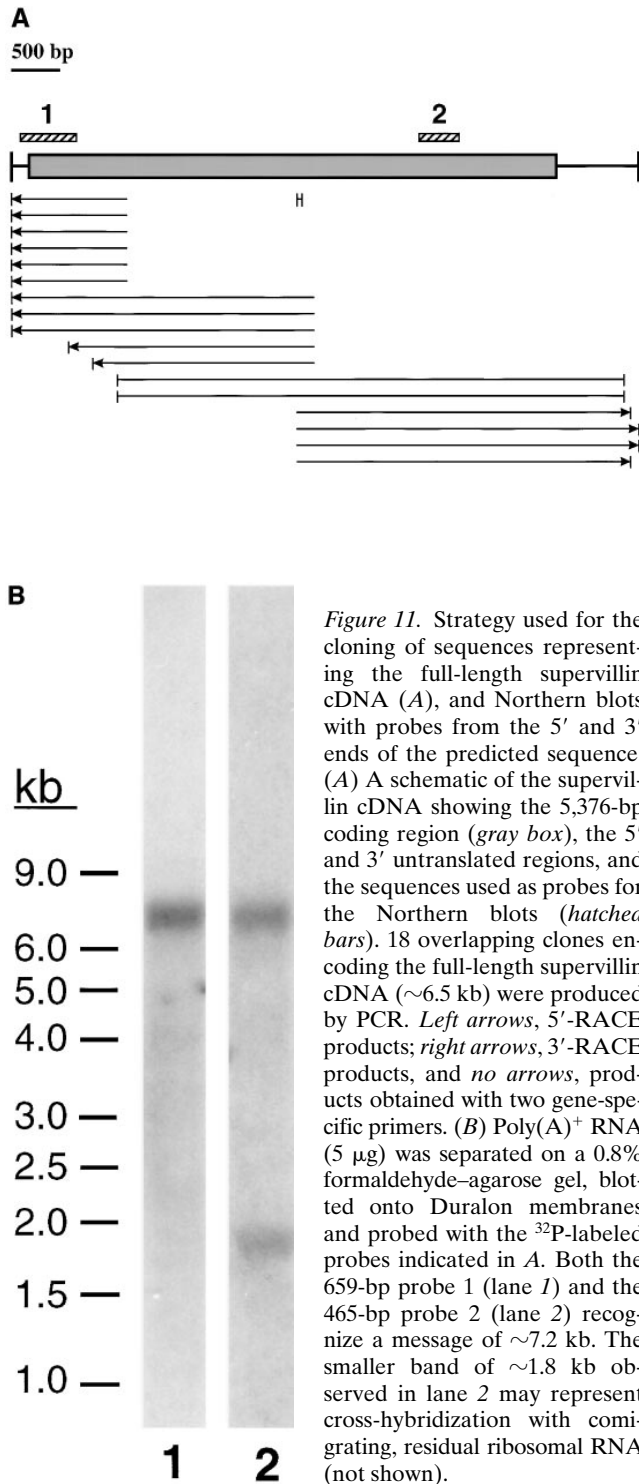 A
500 bp
1
2
H
B
kb
9.0
6.0
5.0
4.0
3.0
2.5
2.0
1.5
1.0
1 2
Figure 11. Strategy used for the
cloning of sequences represent-
ing the full-length supervillin
cDNA (A), and Northern blots
with probes from the 5′ and 3′
ends of the predicted sequence.
(A) A schematic of the supervil-
lin cDNA showing the 5,376-bp
coding region (gray box), the 5′
and 3′ untranslated regions, and
the sequences used as probes for
the Northern blots (hatched
bars). 18 overlapping clones en-
coding the full-length supervillin
cDNA (∼6.5 kb) were produced
by PCR. Left arrows, 5′-RACE
products; right arrows, 3′-RACE
products, and no arrows, prod-
ucts obtained with two gene-spe-
cific primers. (B) Poly(A)⁺ RNA
(5 μg) was separated on a 0.8%
formaldehyde–agarose gel, blot-
ted onto Duralon membranes
and probed with the ³²P-labeled
probes indicated in A. Both the
659-bp probe 1 (lane 1) and the
465-bp probe 2 (lane 2) recog-
nize a message of ∼7.2 kb. The
smaller band of ∼1.8 kb ob-
served in lane 2 may represent
cross-hybridization with comi-
grating, residual ribosomal RNA
(not shown).